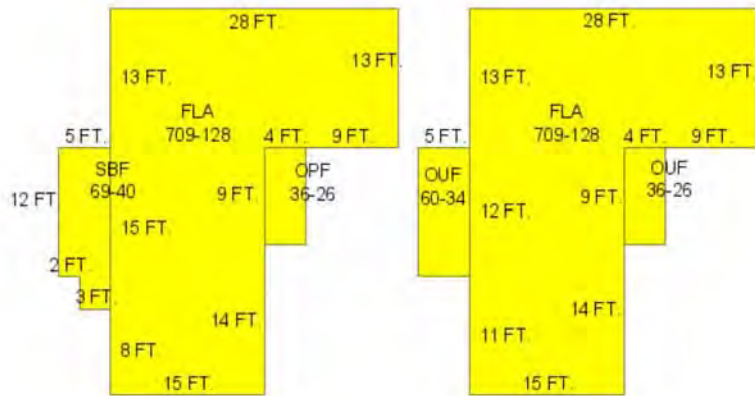 28 FT.
13 FT.
13 FT.
FLA
709-128
5 FT.
4 FT.
9 FT.
SBF
69-40
OPF
36-26
12 FT
9 FT.
15 FT.
2 FT.
3 FT.
14 FT.
8 FT.
15 FT.
28 FT.
13 FT.
13 FT.
FLA
709-128
5 FT.
4 FT.
9 FT.
OUF
60-34
OUF
36-26
12 FT.
9 FT.
14 FT.
11 FT.
15 FT.